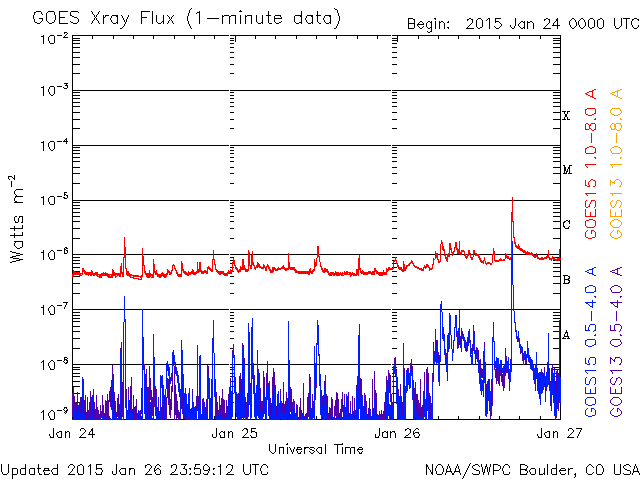 GOES Xray Flux (1-minute data)
Begin: 2015 Jan 24 0000 UTC
10-2
10-3
10-4
10-5
10-6
10-7
10-8
10-9
Watts m-2
X
M
C
B
A
GOES15 1.0-8.0 A
GOES13 1.0-8.0 A
GOES15 0.5-4.0 A
GOES13 0.5-4.0 A
Jan 24
Jan 25
Jan 26
Jan 27
Universal Time
Updated 2015 Jan 26 23:59:12 UTC
NOAA/SWPC Boulder, CO USA